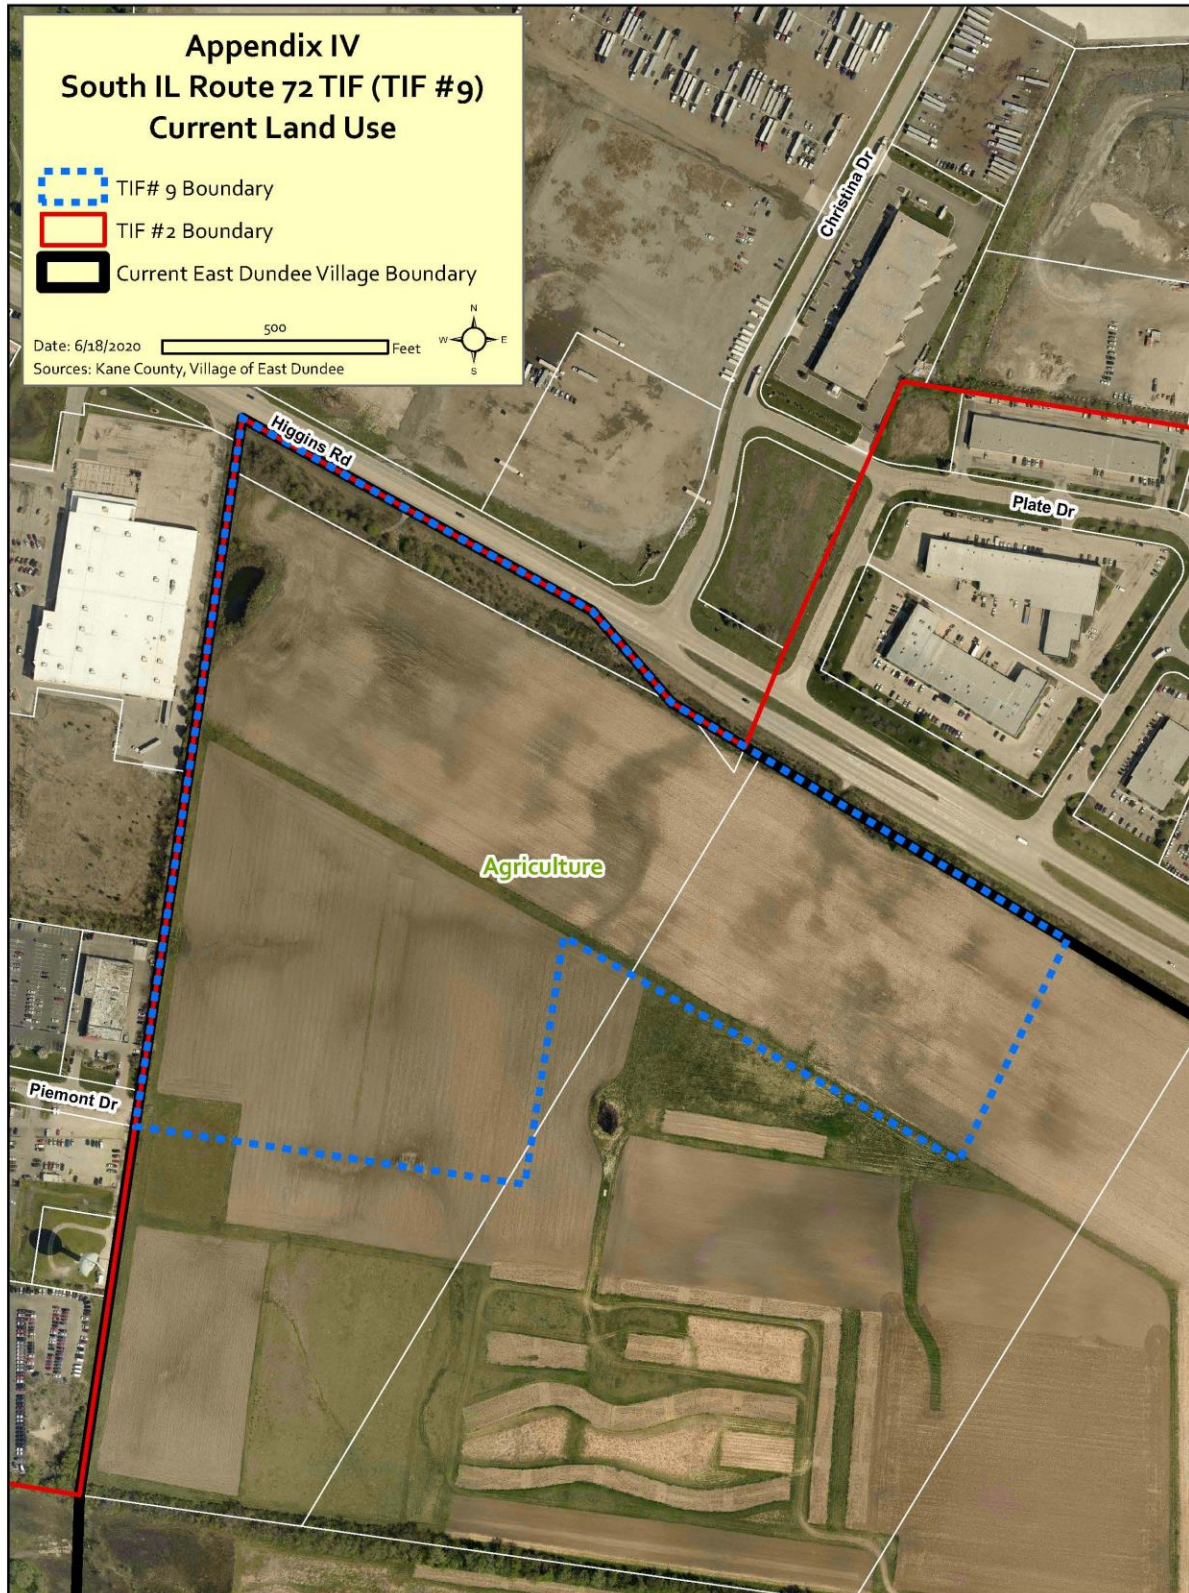 Appendix IV
South IL Route 72 TIF (TIF #9)
Current Land Use
TIF# 9 Boundary
TIF #2 Boundary
Current East Dundee Village Boundary
Date: 6/18/2020
500
Feet
N
W
E
S
Sources: Kane County, Village of East Dundee
Christina Dr
Higgins Rd
Plate Dr
Agriculture
Piemont Dr